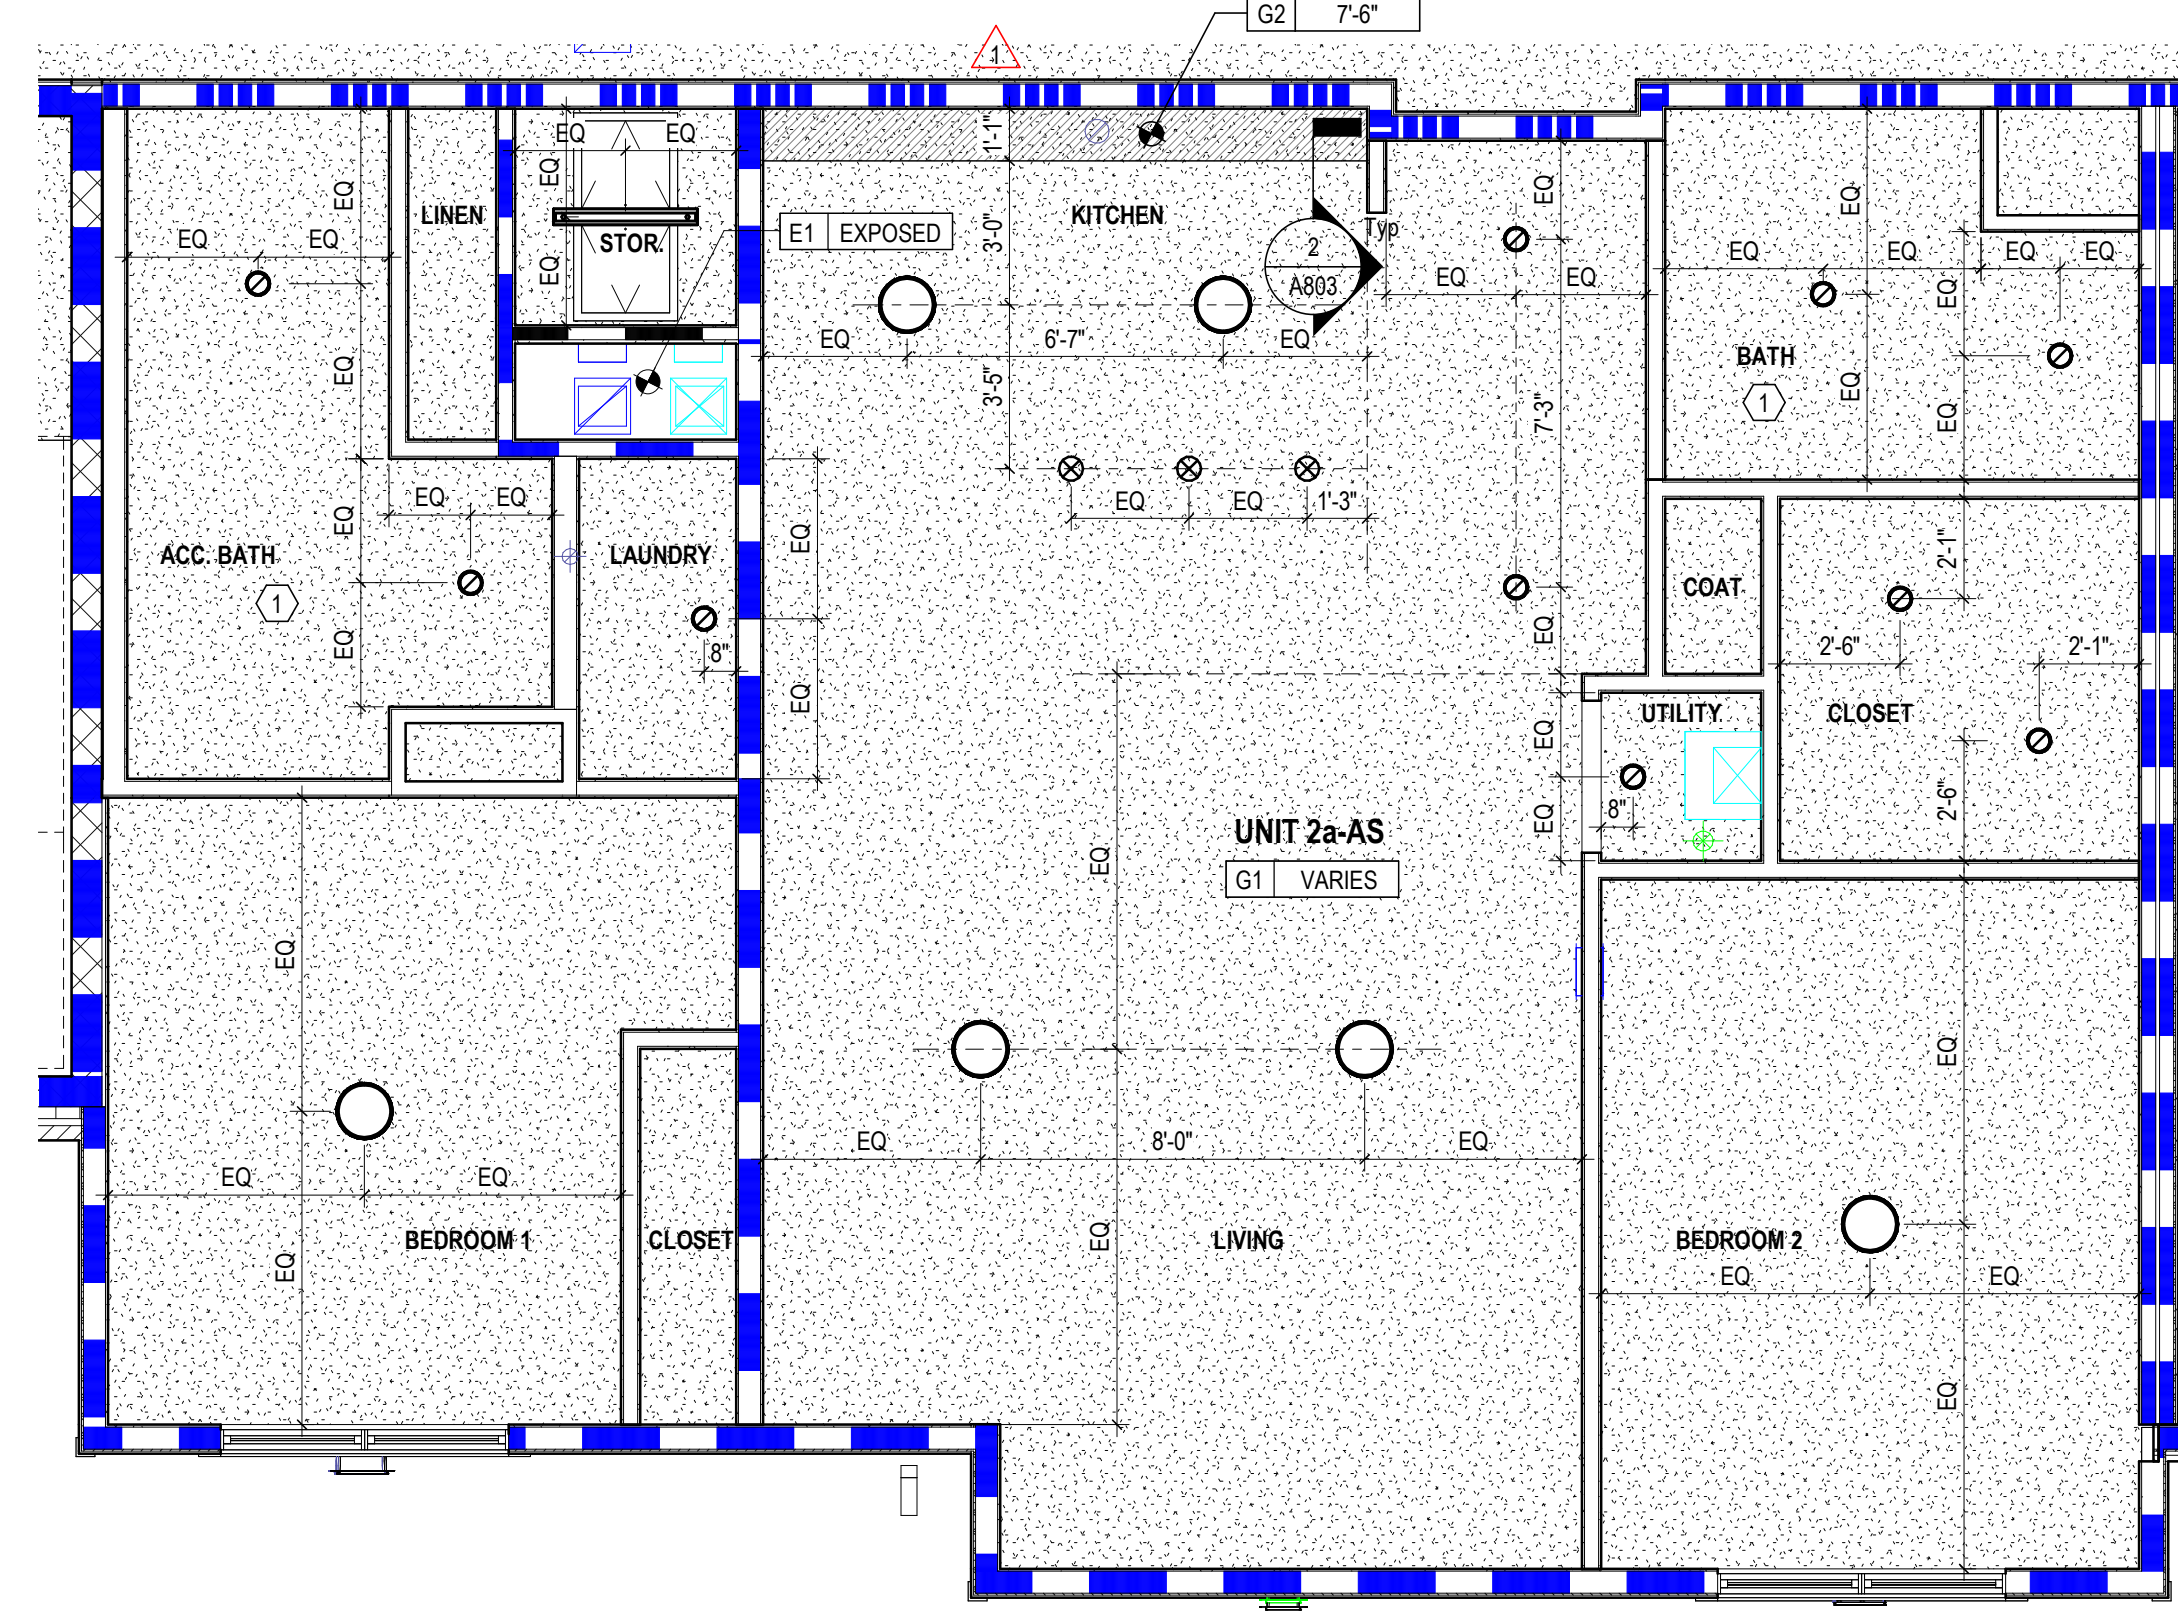 G2 7'-6"
1
EQ EQ
1'-1"
EQ
EQ
EQ
EQ
LINEN
STOR.
E1 EXPOSED
KITCHEN
3'-0"
Typ
2
A803
EQ EQ
EQ
EQ EQ
EQ EQ
EQ EQ
EQ
EQ
EQ 6'-7" EQ
BATH
1
EQ
3'-5"
7'-3"
EQ
EQ
EQ EQ
EQ EQ 1'-3"
EQ
EQ
ACC. BATH
1
LAUNDRY
2'-1"
COAT
EQ
8"
EQ
EQ
2'-6" 2'-1"
UTILITY
CLOSET
EQ
8"
EQ
2'-6"
UNIT 2a-AS
G1 VARIES
EQ
EQ
EQ
EQ 8'-0" EQ
EQ EQ
BEDROOM 1
CLOSET
EQ
EQ
LIVING
BEDROOM 2
EQ EQ
EQ